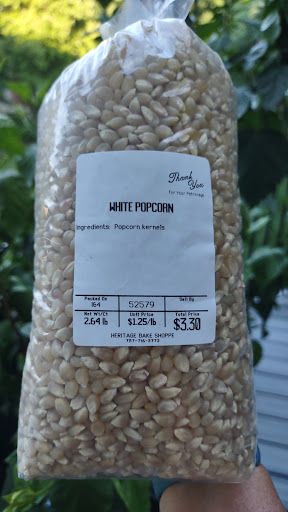 Thank
You
For Your Patronage
WHITE POPCORN
Ingredients: Popcorn kernels
Packed On
164
52579
Sell By
Net Wt/Ct
2.64 lb
Unit Price
$1.25/lb
Total Price
$3.30
HERITAGE BAKE SHOPPE